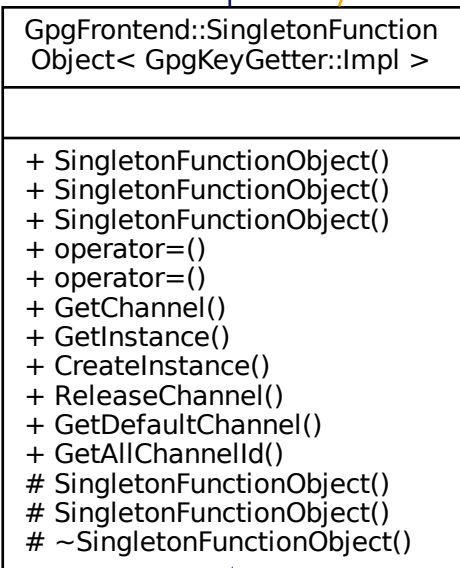 GpgFrontend::SingletonFunction
Object< GpgKeyGetter::Impl >
+ SingletonFunctionObject()
+ SingletonFunctionObject()
+ SingletonFunctionObject()
+ operator=()
+ operator=()
+ GetChannel()
+ GetInstance()
+ CreateInstance()
+ ReleaseChannel()
+ GetDefaultChannel()
+ GetAllChannelId()
# SingletonFunctionObject()
# SingletonFunctionObject()
# ~SingletonFunctionObject()